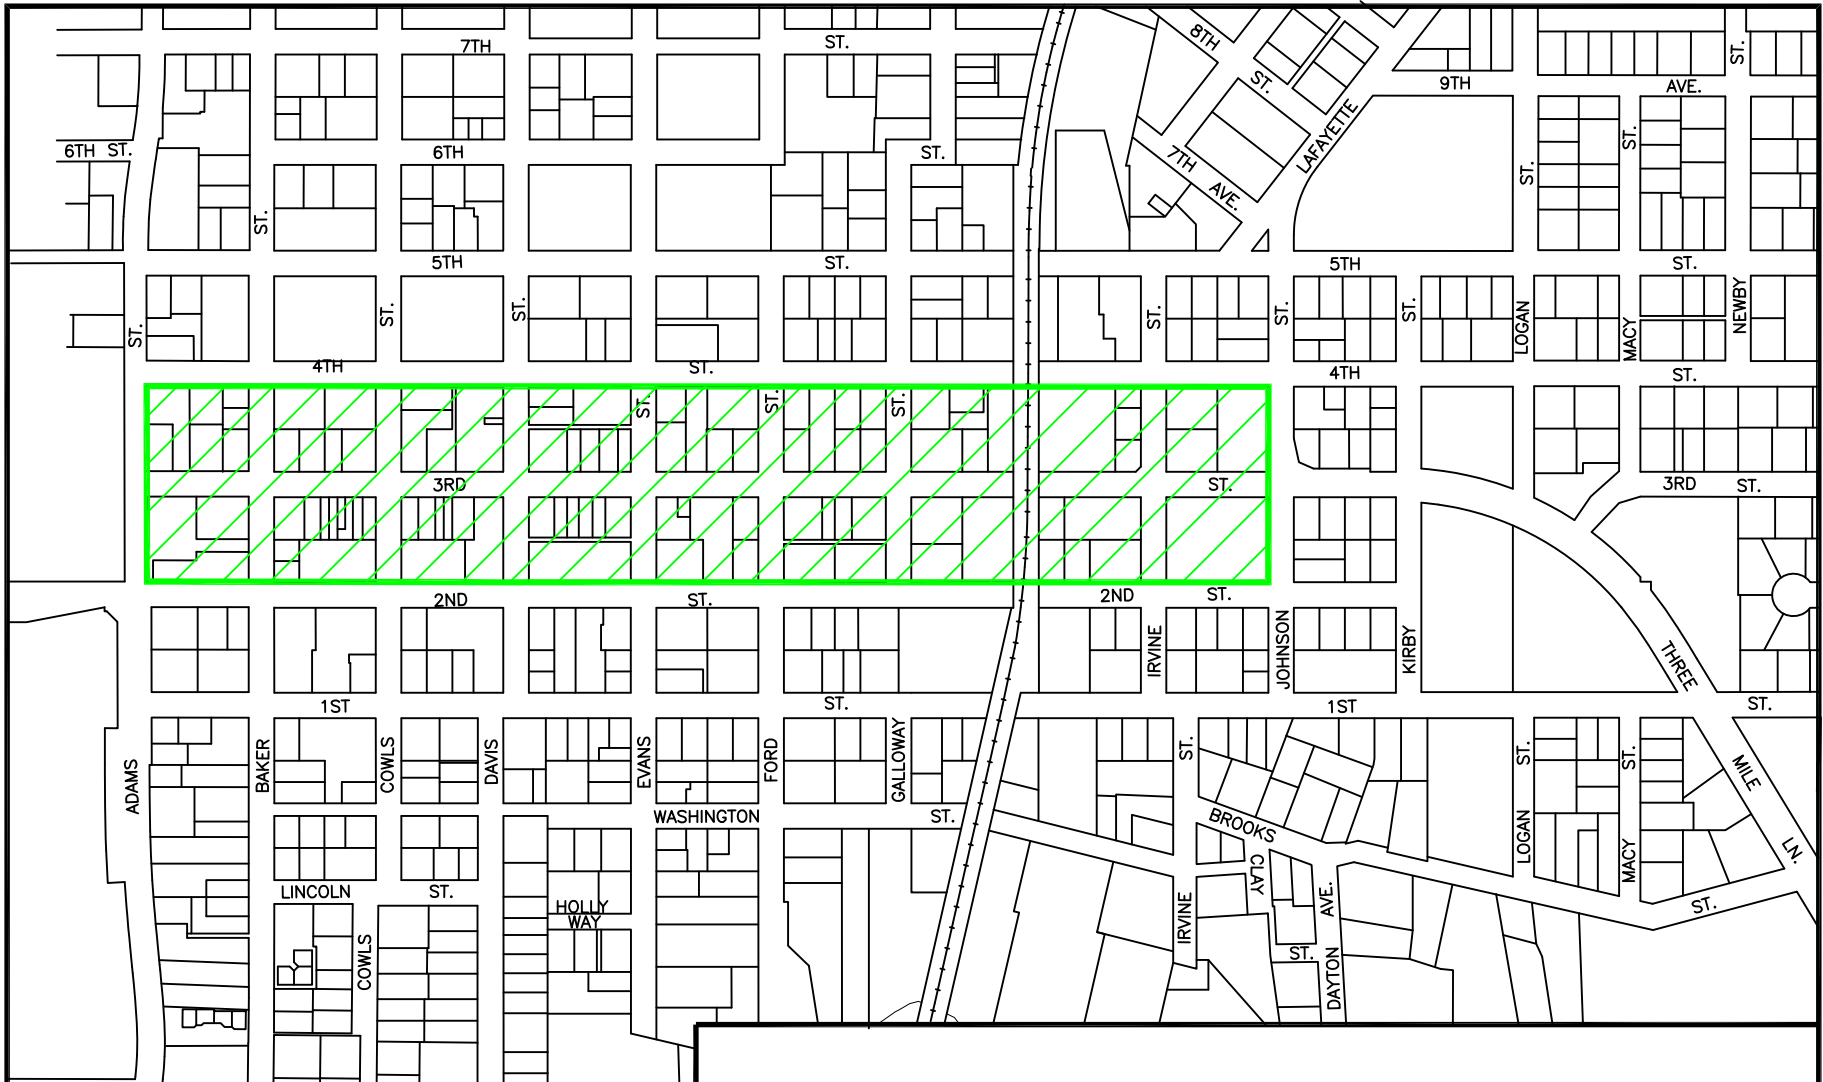 7TH ST.
8TH ST.
9TH AVE. ST.
LAFAYETTE
6TH ST. 6TH ST.
7TH AVE.
ST. ST. ST.
5TH ST. 5TH ST.
ST. ST. ST. ST. ST. ST. LOGAN MACY NEWBY
4TH ST. 4TH ST.
ST. ST. ST.
3RD ST. 3RD ST.
2ND ST. 2ND ST.
IRVINE JOHNSON KIRBY THREE
1ST ST. 1ST ST.
ADAMS BAKER COWLS DAVIS EVANS FORD GALLOWAY ST. ST. ST. MILE
WASHINGTON ST. BROOKS
LOGAN MACY LN.
LINCOLN ST. CLAY AVE.
HOLLY
WAY
IRVINE ST.
COWLS ST. DAYTON